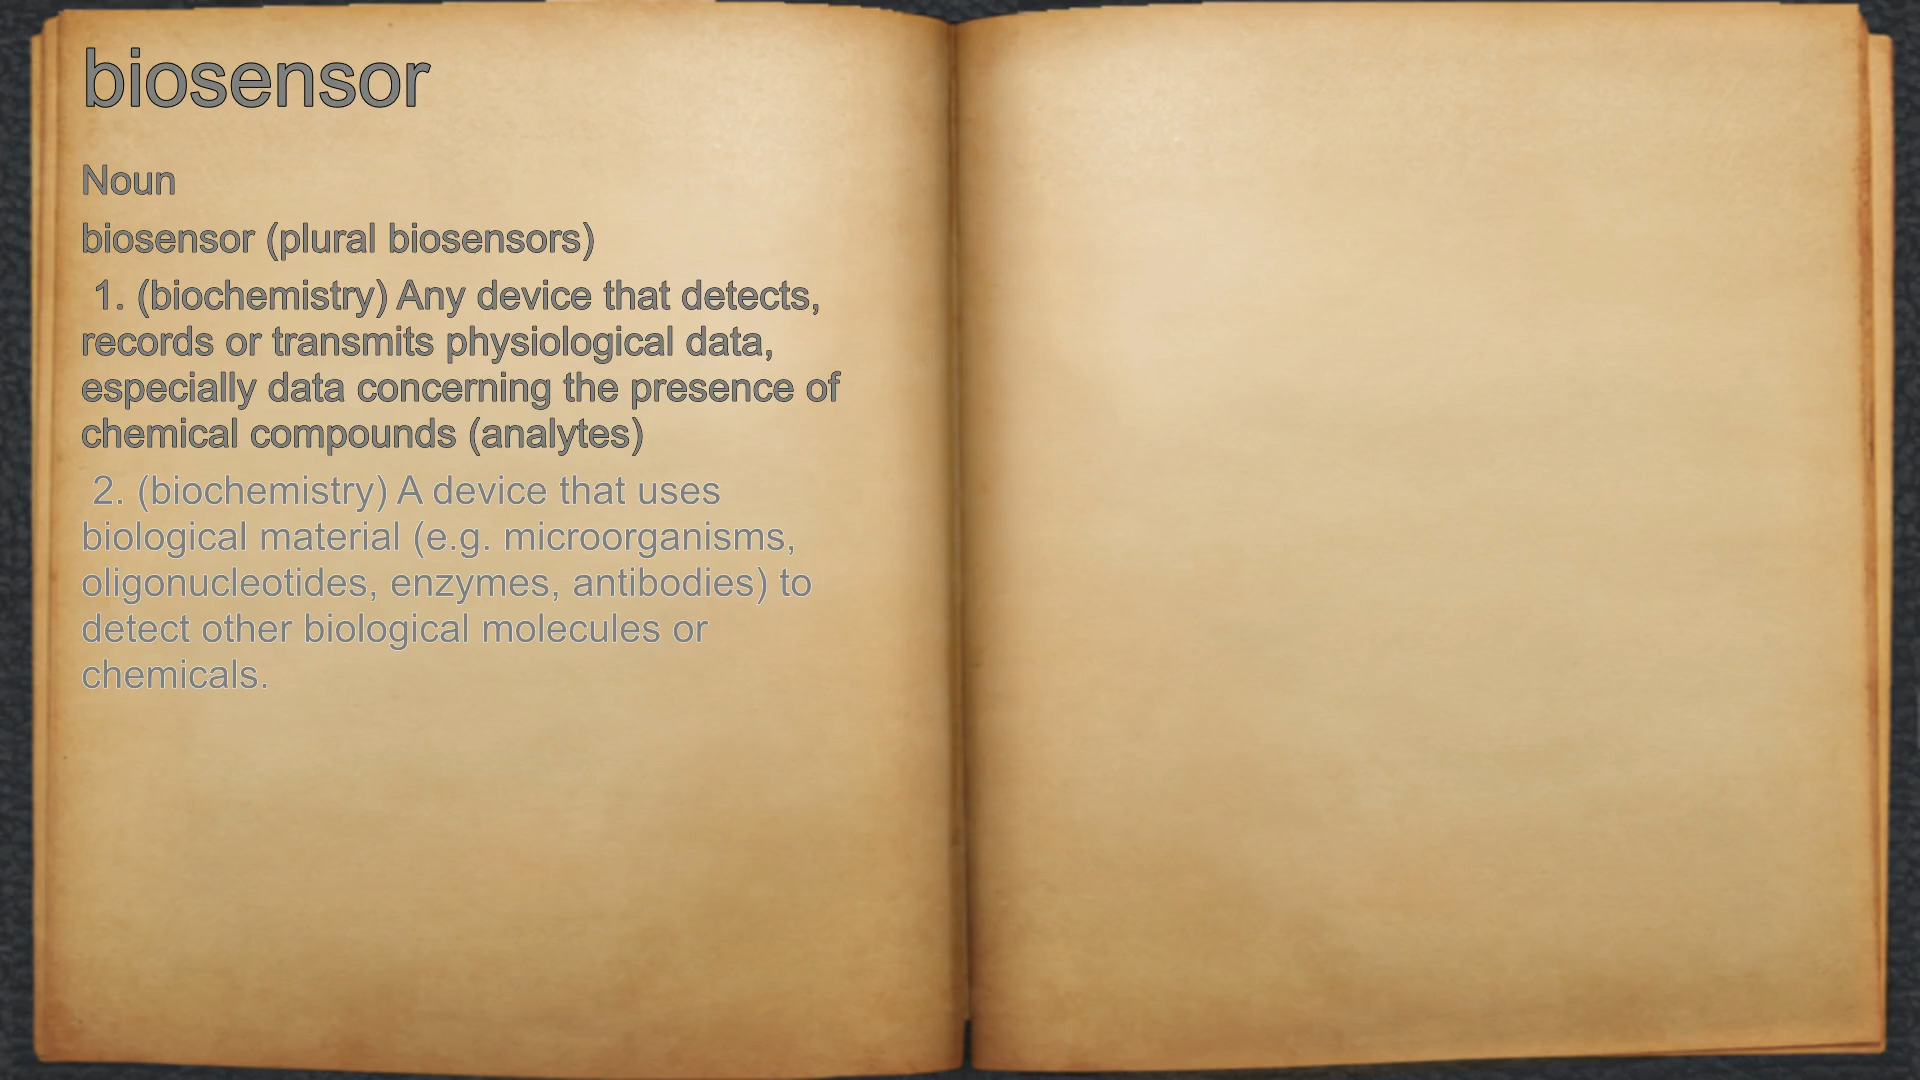 biosensor
Noun
biosensor (plural biosensors)
1. (biochemistry) Any device that detects,
records or transmits physiological data,
especially data concerning the presence of
chemical compounds (analytes)
2. (biochemistry) A device that uses
biological material (e.g. microorganisms,
oligonucleotides, enzymes, antibodies) to
detect other biological molecules or
chemicals.